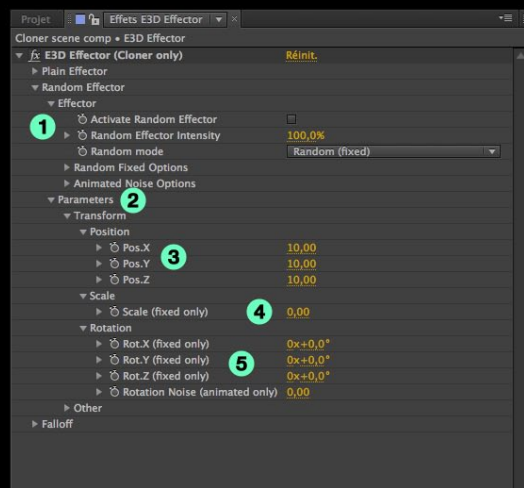 Projet Effets E3D Effector
Cloner scene comp • E3D Effector
fx E3D Effector (Cloner only) Réinit.
Plain Effector
Random Effector
Effector
1
Activate Random Effector
Random Effector Intensity 100,0%
Random mode Random (fixed)
Random Fixed Options
Animated Noise Options
Parameters 2
Transform
Position
Pos.X 10,00
3
Pos.Y 10,00
Pos.Z 10,00
Scale
Scale (fixed only) 4 0,00
Rotation
Rot.X (fixed only) 0x+0,0°
Rot.Y (fixed only) 5 0x+0,0°
Rot.Z (fixed only) 0x+0,0°
Rotation Noise (animated only) 0,00
Other
Falloff